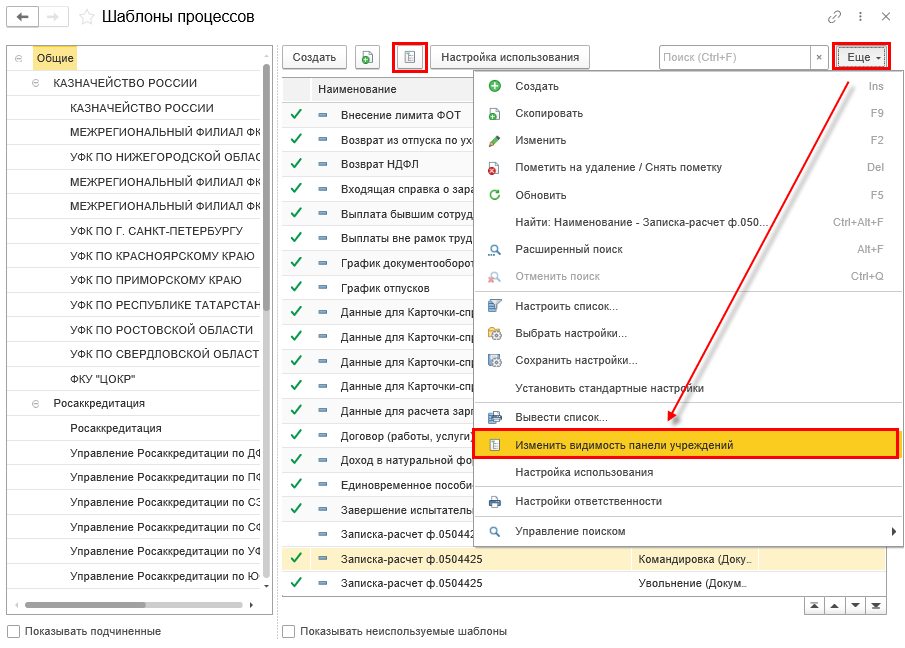 Шаблоны процессов
Общие
КАЗНАЧЕЙСТВО РОССИИ
КАЗНАЧЕЙСТВО РОССИИ
МЕЖРЕГИОНАЛЬНЫЙ ФИЛИАЛ ФК
УФК ПО НИЖЕГОРОДСКОЙ ОБЛАС
МЕЖРЕГИОНАЛЬНЫЙ ФИЛИАЛ ФК
МЕЖРЕГИОНАЛЬНЫЙ ФИЛИАЛ ФК
УФК ПО Г. САНКТ-ПЕТЕРБУРГУ
УФК ПО КРАСНОЯРСКОМУ КРАЮ
УФК ПО ПРИМОРСКОМУ КРАЮ
УФК ПО РЕСПУБЛИКЕ ТАТАРСТАН
УФК ПО РОСТОВСКОЙ ОБЛАСТИ
УФК ПО СВЕРДЛОВСКОЙ ОБЛАСТ
ФКУ "ЦОКР"
Росаккредитация
Росаккредитация
Управление Росаккредитации по ДФ
Управление Росаккредитации по ПФ
Управление Росаккредитации по СЗ
Управление Росаккредитации по СФ
Управление Росаккредитации по УФ
Управление Росаккредитации по Ю
Показывать подчиненные
Создать
Настройка использования
Поиск (Ctrl+F)
×
Еще
Наименование
Внесение лимита ФОТ
Возврат из отпуска по ухо
Возврат НДФЛ
Входящая справка о зара
Выплата бывшим сотруд
Выплаты вне рамок труд
График документооборот
График отпусков
Данные для Карточки-спр
Данные для Карточки-спр
Данные для Карточки-спр
Данные для Карточки-спр
Данные для расчета зарп
Договор (работы, услуги)
Доход в натуральной фо
Единовременное пособи
Завершение испытатель
Записка-расчет ф.050442
Записка-расчет ф.0504425 Командировка (Доку..
Записка-расчет ф.0504425 Увольнение (Докум..
Показывать неиспользуемые шаблоны
Создать Ins
Скопировать F9
Изменить F2
Пометить на удаление / Снять пометку Del
Обновить F5
Найти: Наименование - Записка-расчет ф.050... Ctrl+Alt+F
Расширенный поиск Alt+F
Отменить поиск Ctrl+Q
Настроить список...
Выбрать настройки...
Сохранить настройки...
Установить стандартные настройки
Вывести список...
Изменить видимость панели учреждений
Настройка использования
Настройки ответственности
Управление поиском